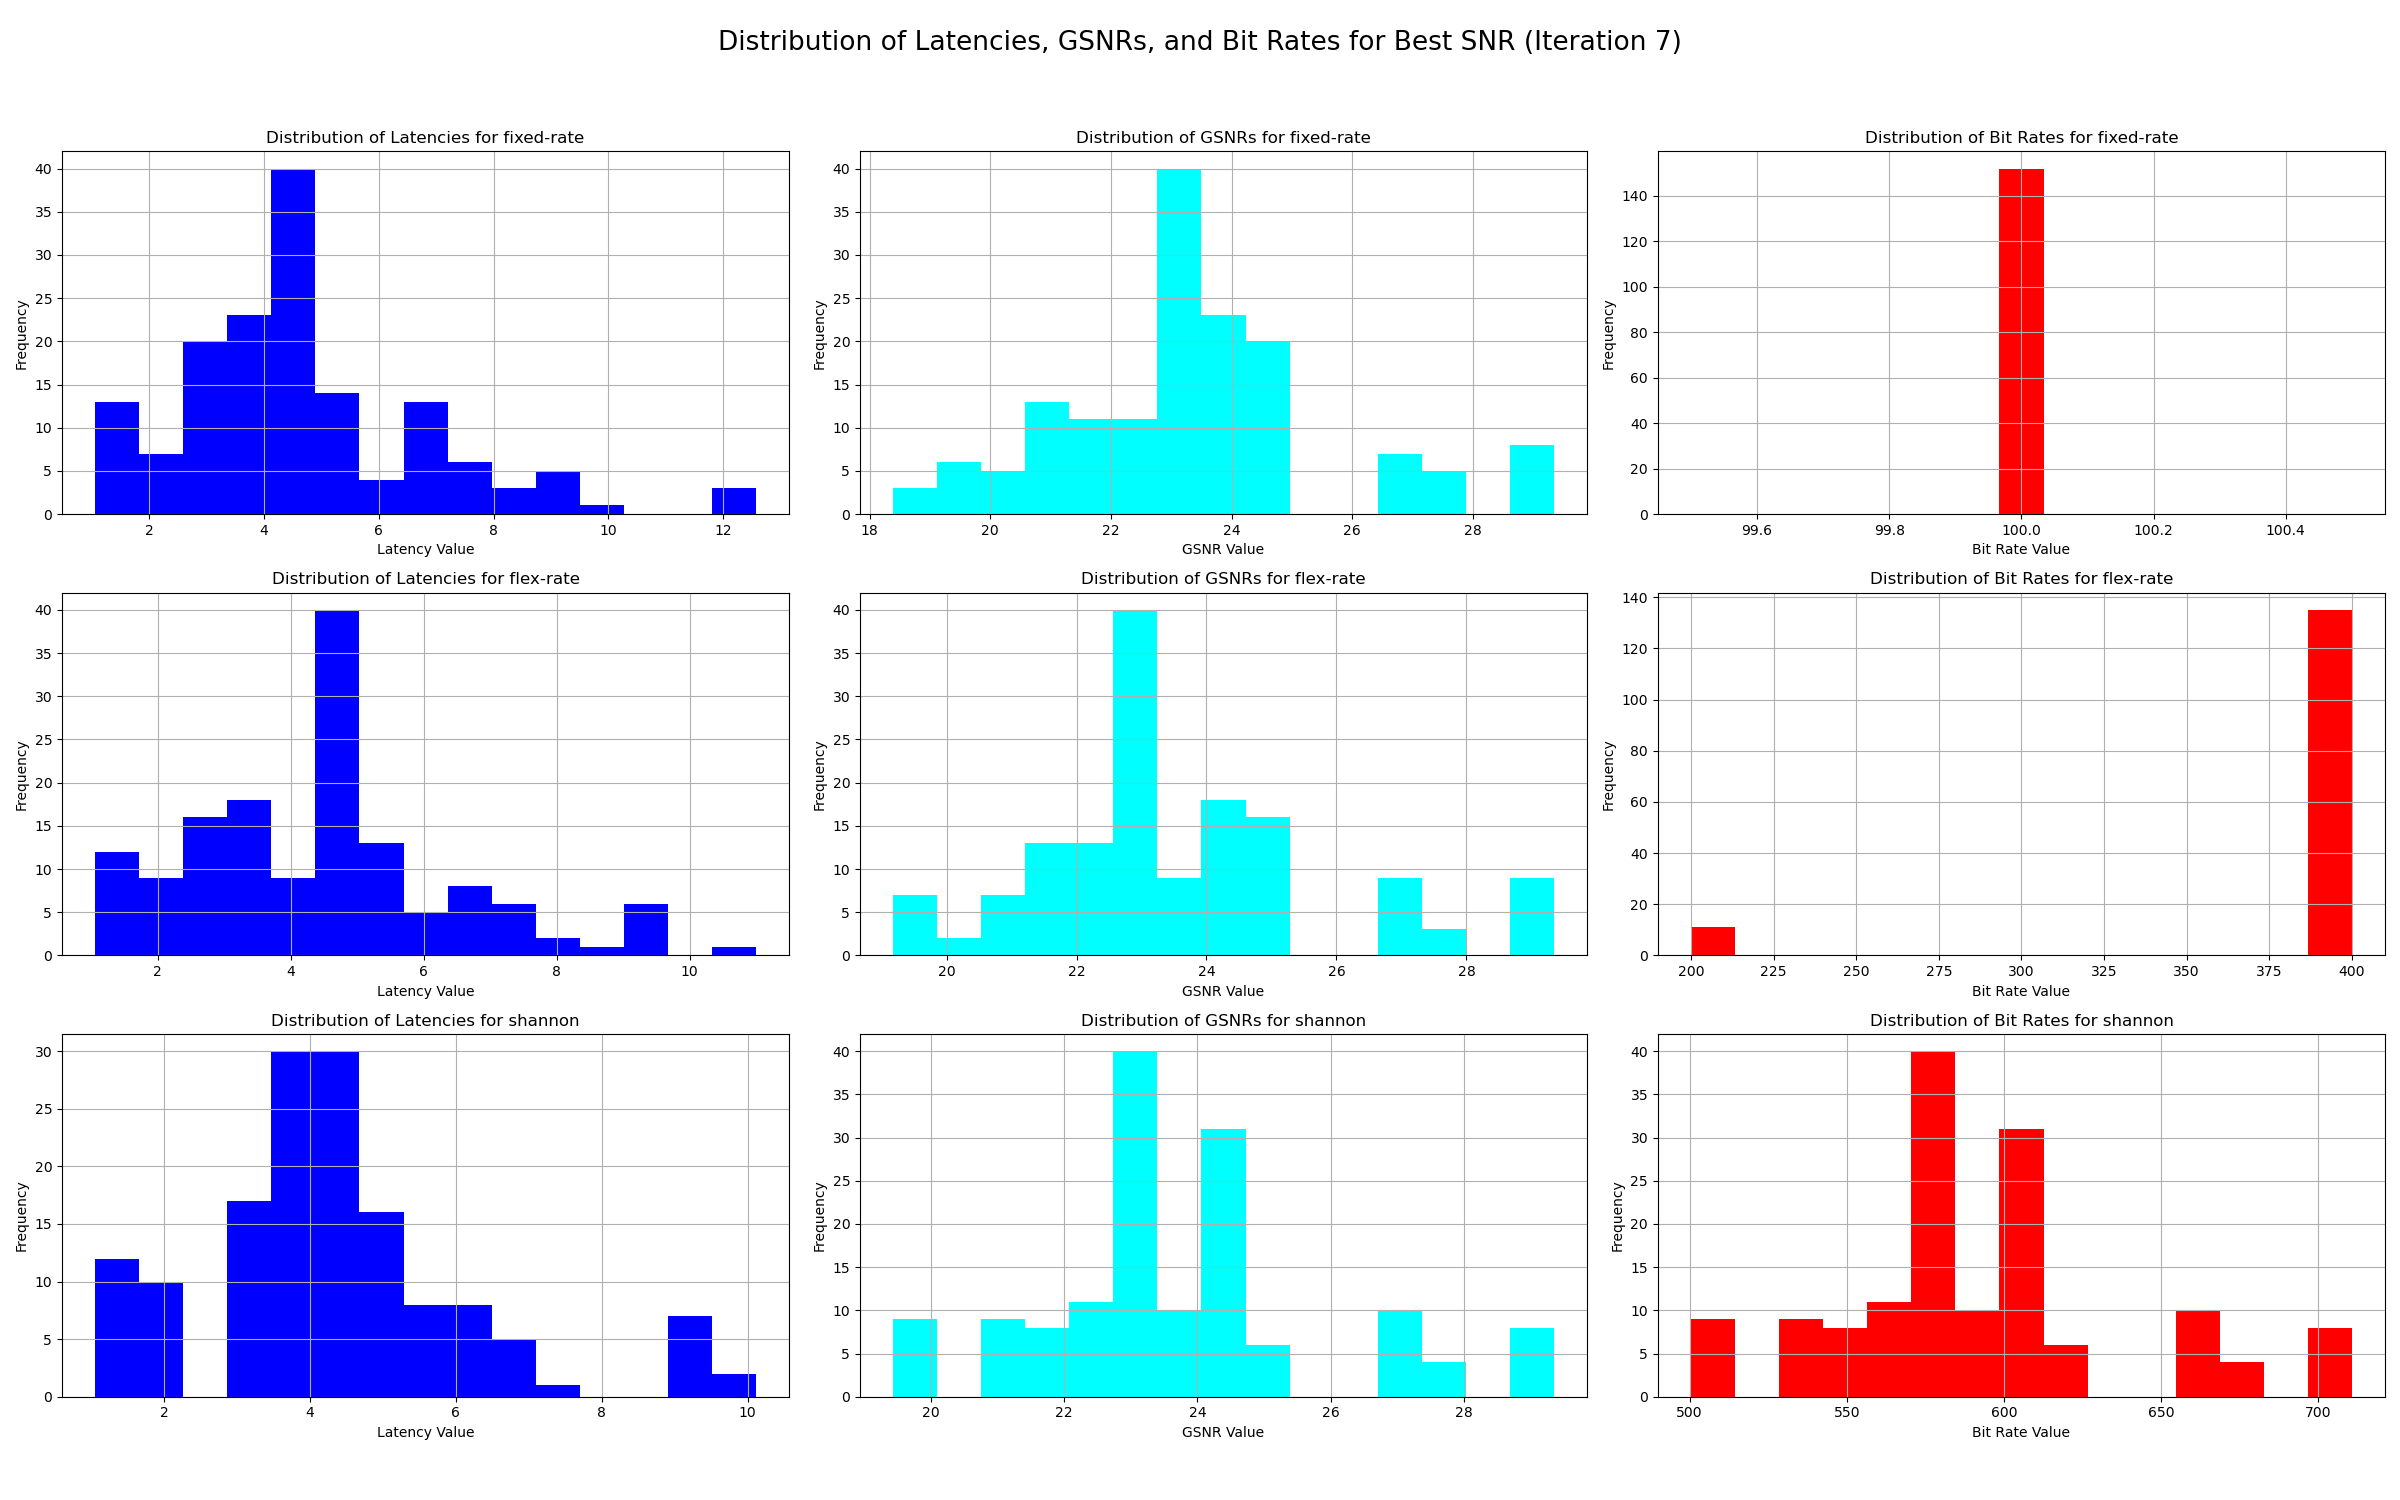 Distribution of Latencies, GSNRs, and Bit Rates for Best SNR (Iteration 7)
Distribution of Latencies for fixed-rate
Frequency
0 5 10 15 20 25 30 35 40
2 4 6 8 10 12
Latency Value
Distribution of GSNRs for fixed-rate
Frequency
0 5 10 15 20 25 30 35 40
18 20 22 24 26 28
GSNR Value
Distribution of Bit Rates for fixed-rate
Frequency
0 20 40 60 80 100 120 140
99.6 99.8 100.0 100.2 100.4
Bit Rate Value
Distribution of Latencies for flex-rate
Frequency
0 5 10 15 20 25 30 35 40
2 4 6 8 10
Latency Value
Distribution of GSNRs for flex-rate
Frequency
0 5 10 15 20 25 30 35 40
20 22 24 26 28
GSNR Value
Distribution of Bit Rates for flex-rate
Frequency
0 20 40 60 80 100 120 140
200 225 250 275 300 325 350 375 400
Bit Rate Value
Distribution of Latencies for shannon
Frequency
0 5 10 15 20 25 30
2 4 6 8 10
Latency Value
Distribution of GSNRs for shannon
Frequency
0 5 10 15 20 25 30 35 40
20 22 24 26 28
GSNR Value
Distribution of Bit Rates for shannon
Frequency
0 5 10 15 20 25 30 35 40
500 550 600 650 700
Bit Rate Value